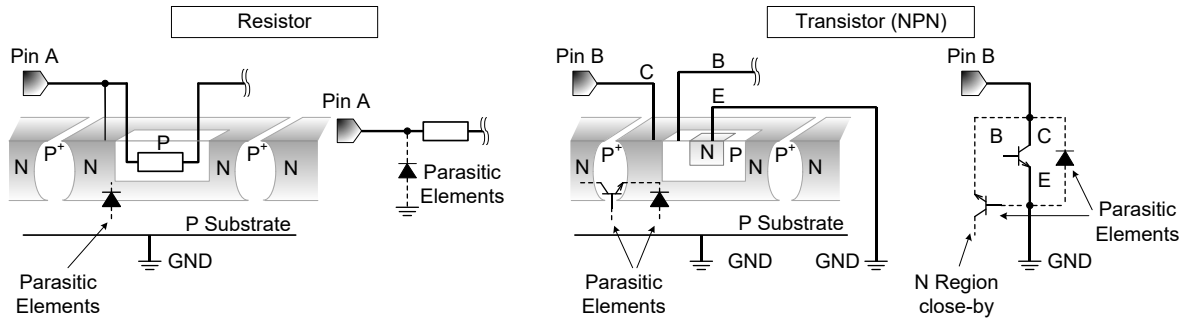 Resistor
Transistor (NPN)
Pin A
Pin A
Pin B
C
B
E
Pin B
N
P+
N
P
P+
N
N
P+
N
P
P+
N
N
B
C
E
Parasitic
Elements
P Substrate
GND
Parasitic
Elements
P Substrate
GND
GND
Parasitic
Elements
Parasitic
Elements
N Region
close-by
GND